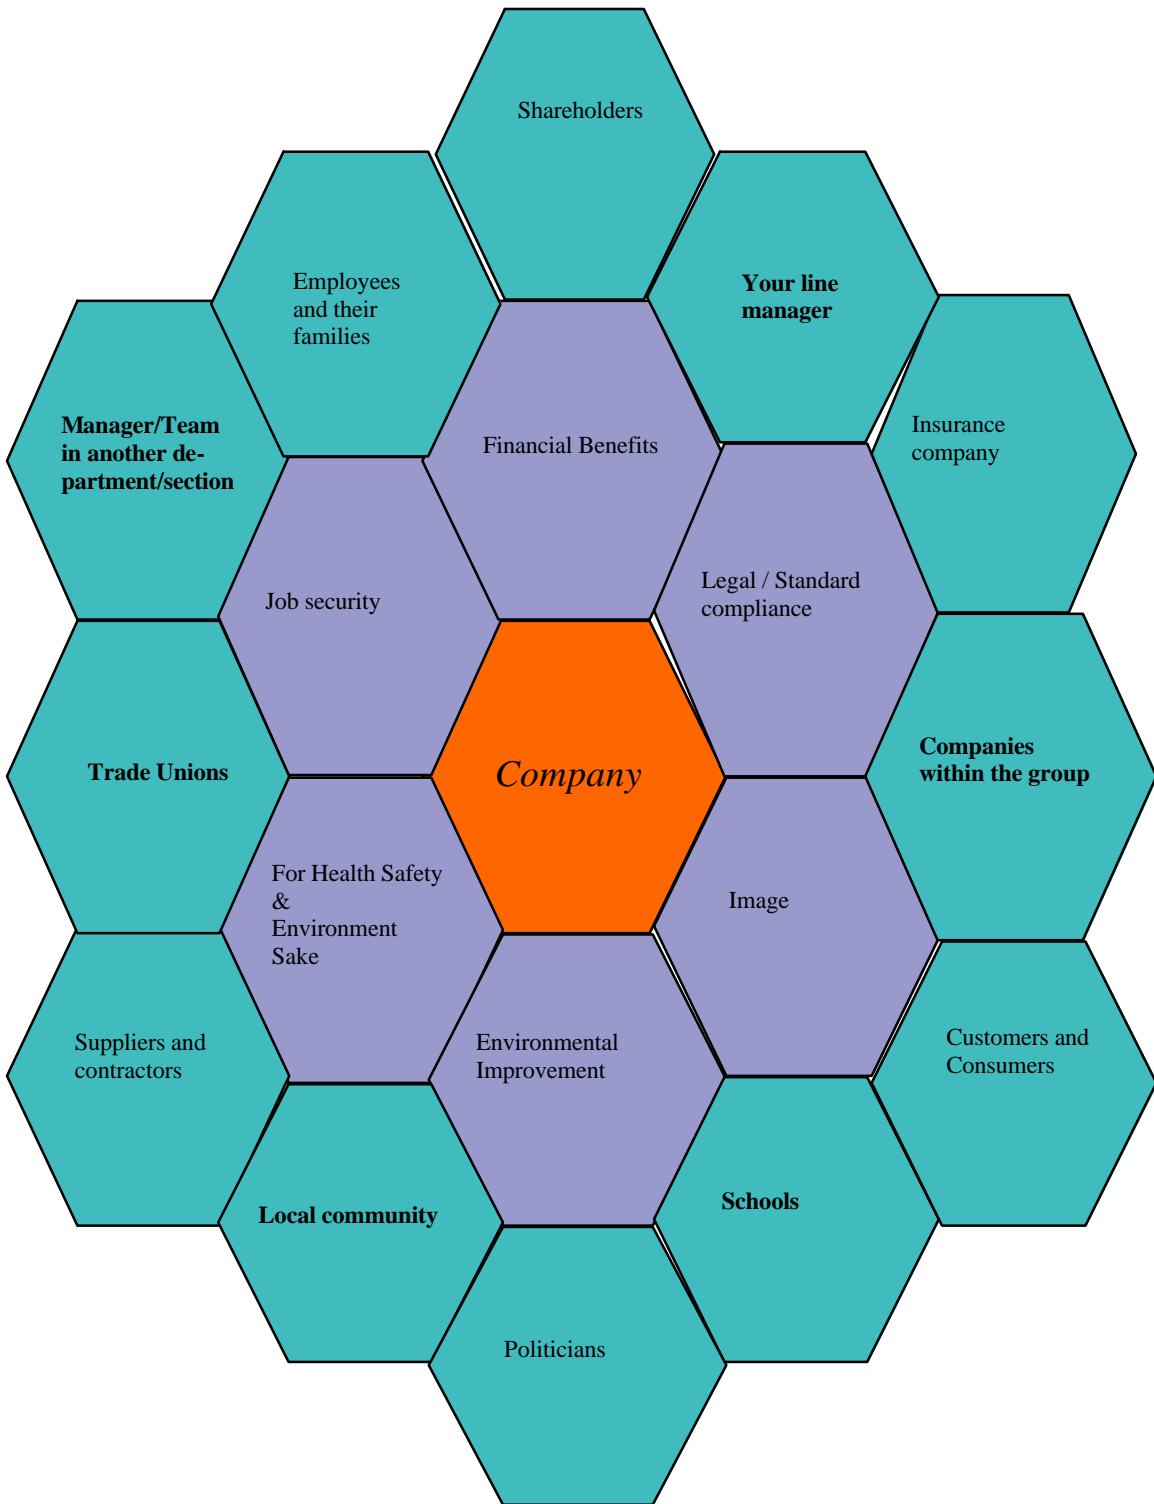 Shareholders
Employees
and their
families
Your line
manager
Manager/Team
in another de-
partment/section
Financial Benefits
Insurance
company
Job security
Legal / Standard
compliance
Trade Unions
Company
Companies
within the group
For Health Safety
&
Environment
Sake
Image
Suppliers and
contractors
Environmental
Improvement
Customers and
Consumers
Local community
Schools
Politicians